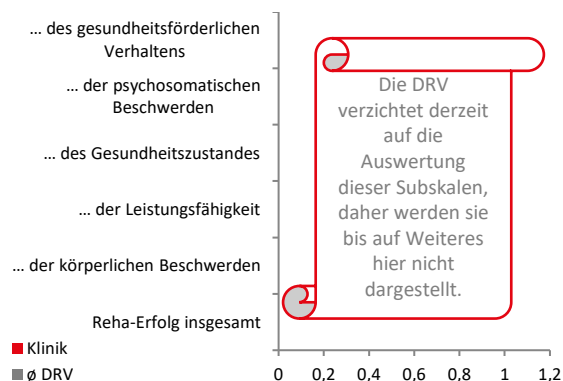 ... des gesundheitsförderlichen
Verhaltens
... der psychosomatischen
Beschwerden
... des Gesundheitszustandes
... der Leistungsfähigkeit
... der körperlichen Beschwerden
Reha-Erfolg insgesamt
Die DRV
verzichtet derzeit
auf die
Auswertung
dieser Subskalen,
daher werden sie
bis auf Weiteres
hier nicht
dargestellt.
Klinik
ø DRV
0 0,2 0,4 0,6 0,8 1 1,2